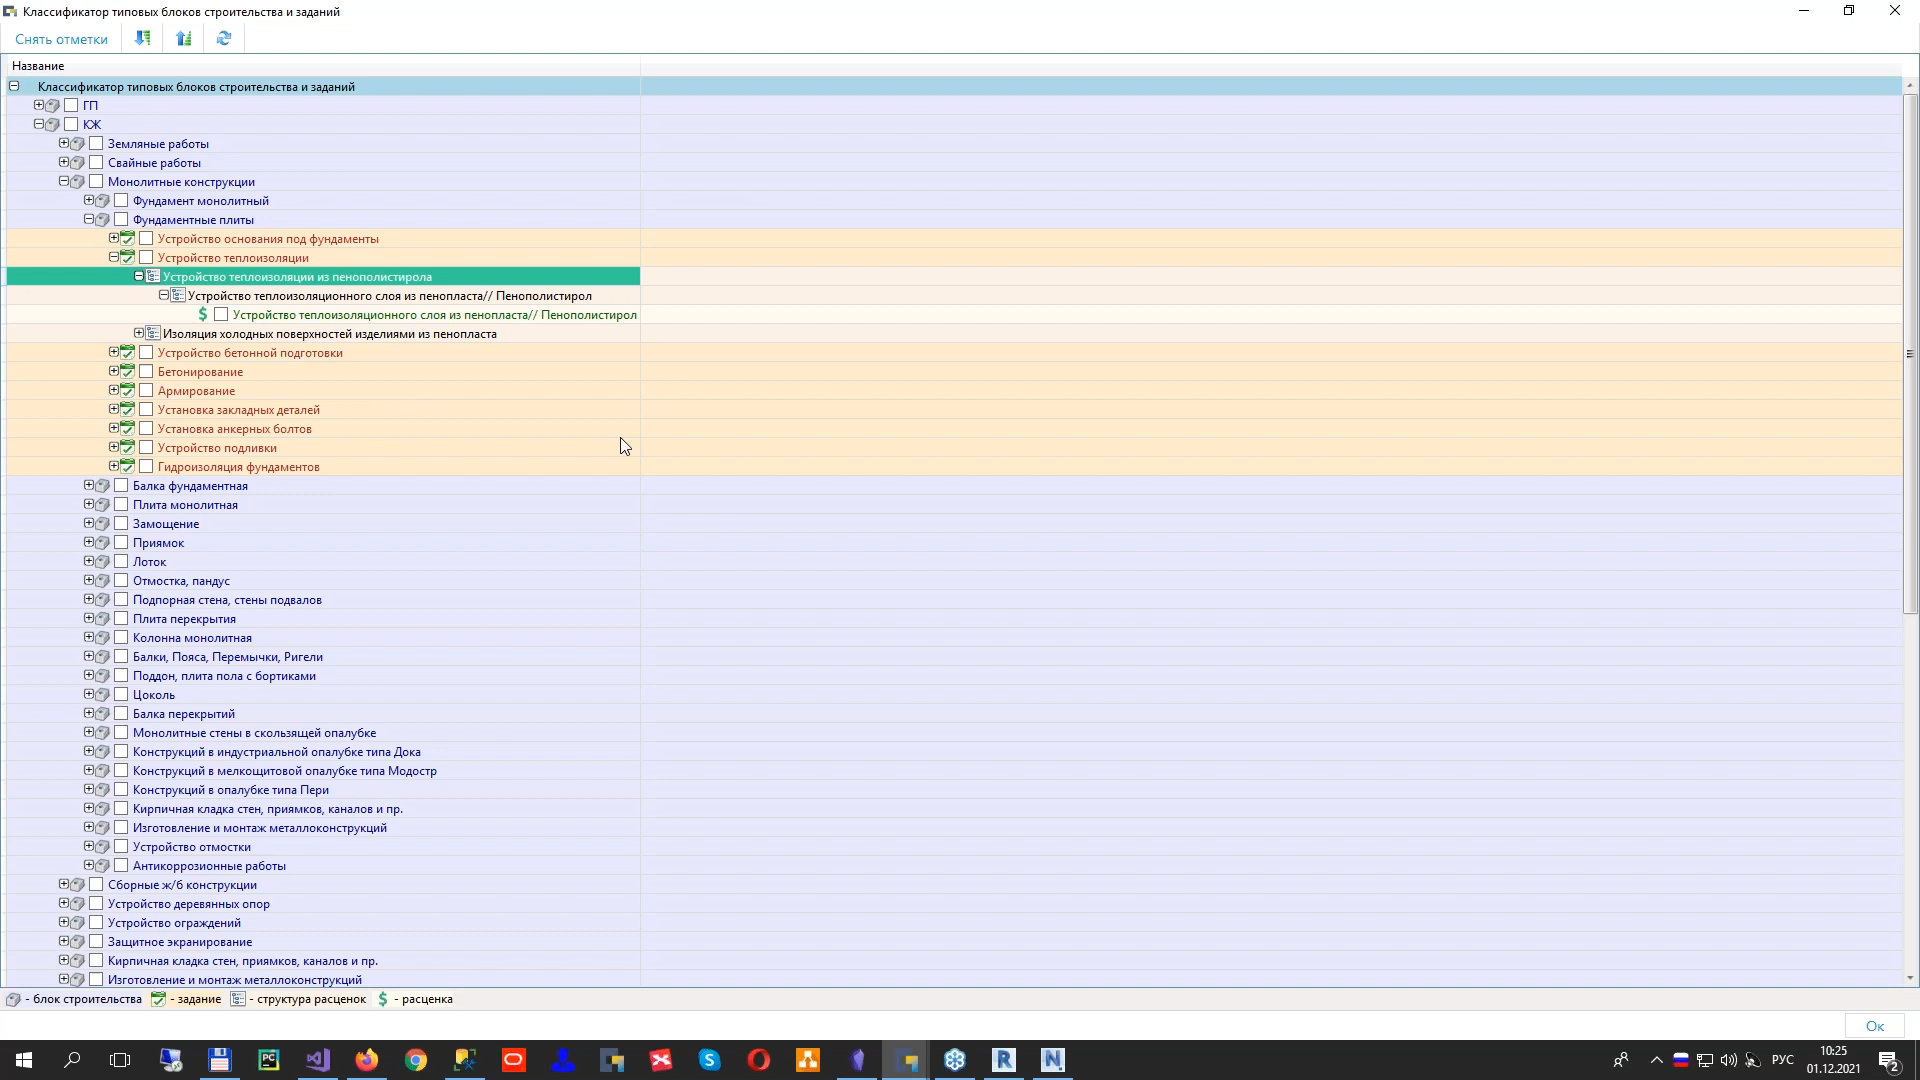 Классификатор типовых блоков строительства и заданий
Снять отметки
Название
Классификатор типовых блоков строительства и заданий
ГП
КЖ
Земляные работы
Свайные работы
Монолитные конструкции
Фундамент монолитный
Фундаментные плиты
Устройство основания под фундаменты
Устройство теплоизоляции
Устройство теплоизоляции из пенополистирола
Устройство теплоизоляционного слоя из пенопласта// Пенополистирол
$ Устройство теплоизоляционного слоя из пенопласта// Пенополистирол
Изоляция холодных поверхностей изделиями из пенопласта
Устройство бетонной подготовки
Бетонирование
Армирование
Установка закладных деталей
Установка анкерных болтов
Устройство подливки
Гидроизоляция фундаментов
Балка фундаментная
Плита монолитная
Замощение
Приямок
Лоток
Отмостка, пандус
Подпорная стена, стены подвалов
Плита перекрытия
Колонна монолитная
Балки, Пояса, Перемычки, Ригели
Поддон, плита пола с бортиками
Цоколь
Балка перекрытий
Монолитные стены в скользящей опалубке
Конструкций в индустриальной опалубке типа Дока
Конструкций в мелкощитовой опалубке типа Модостр
Конструкций в опалубке типа Пери
Кирпичная кладка стен, приямков, каналов и пр.
Изготовление и монтаж металлоконструкций
Устройство отмостки
Антикоррозионные работы
Сборные ж/б конструкции
Устройство деревянных опор
Устройство ограждений
Защитное экранирование
Кирпичная кладка стен, приямков, каналов и пр.
Изготовление и монтаж металлоконструкций
- блок строительства - задание - структура расценок $ - расценка
Ок
РУС
10:25
01.12.2021
2